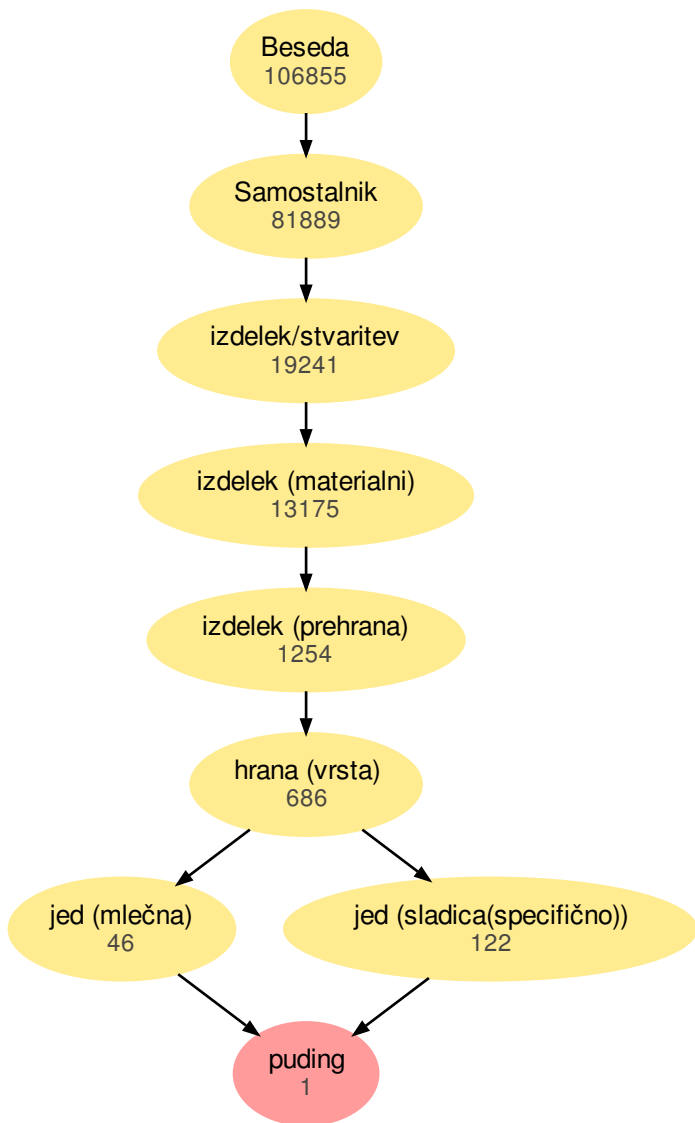 Beseda
106855
Samostalnik
81889
izdelek/stvaritev
19241
izdelek (materialni)
13175
izdelek (prehrana)
1254
hrana (vrsta)
686
jed (mlečna)
46
jed (sladica(specifično))
122
puding
1